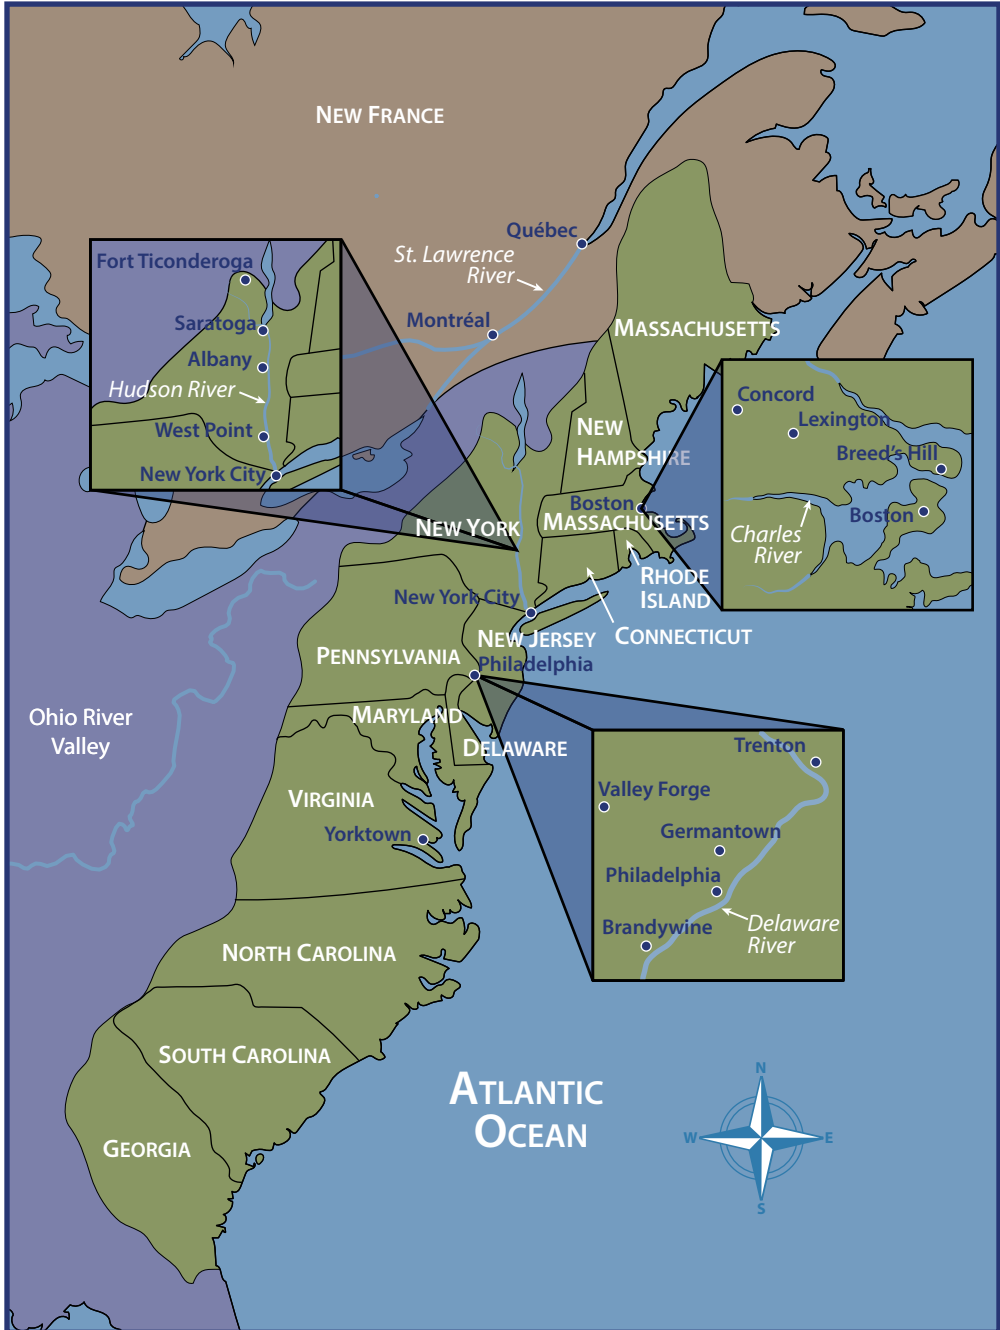 NEW FRANCE
Québec
St. Lawrence
River
Montréal
MASSACHUSETTS
Fort Ticonderoga
Saratoga
Albany
Hudson River
West Point
New York City
Concord
Lexington
Breed's Hill
Boston
Charles
River
NEW
HAMPSHIRE
Boston
MASSACHUSETTS
NEW YORK
RHODE
ISLAND
New York City
CONNECTICUT
NEW JERSEY
PENNSYLVANIA
Philadelphia
Ohio River
Valley
MARYLAND
DELAWARE
Trenton
Valley Forge
Germantown
Philadelphia
Brandywine
Delaware
River
VIRGINIA
Yorktown
NORTH CAROLINA
SOUTH CAROLINA
GEORGIA
ATLANTIC
OCEAN
N
W
E
S